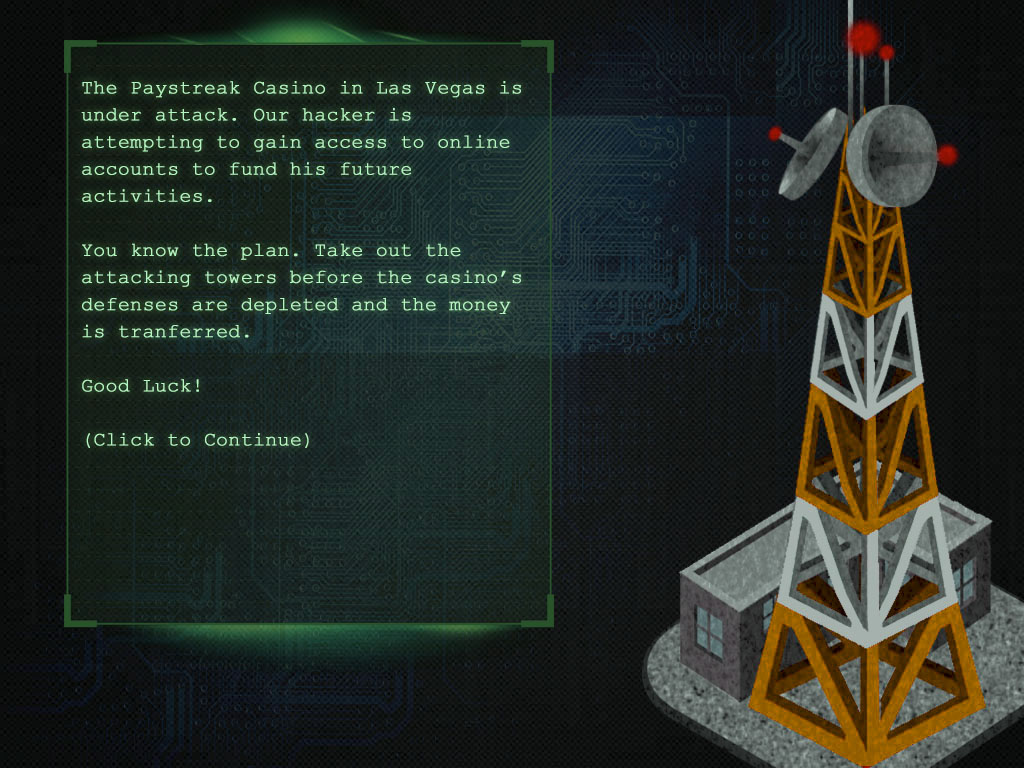 The Paystreak Casino in Las Vegas is
under attack. Our hacker is
attempting to gain access to online
accounts to fund his future
activities.
You know the plan. Take out the
attacking towers before the casino's
defenses are depleted and the money
is tranferred.
Good Luck!
(Click to Continue)